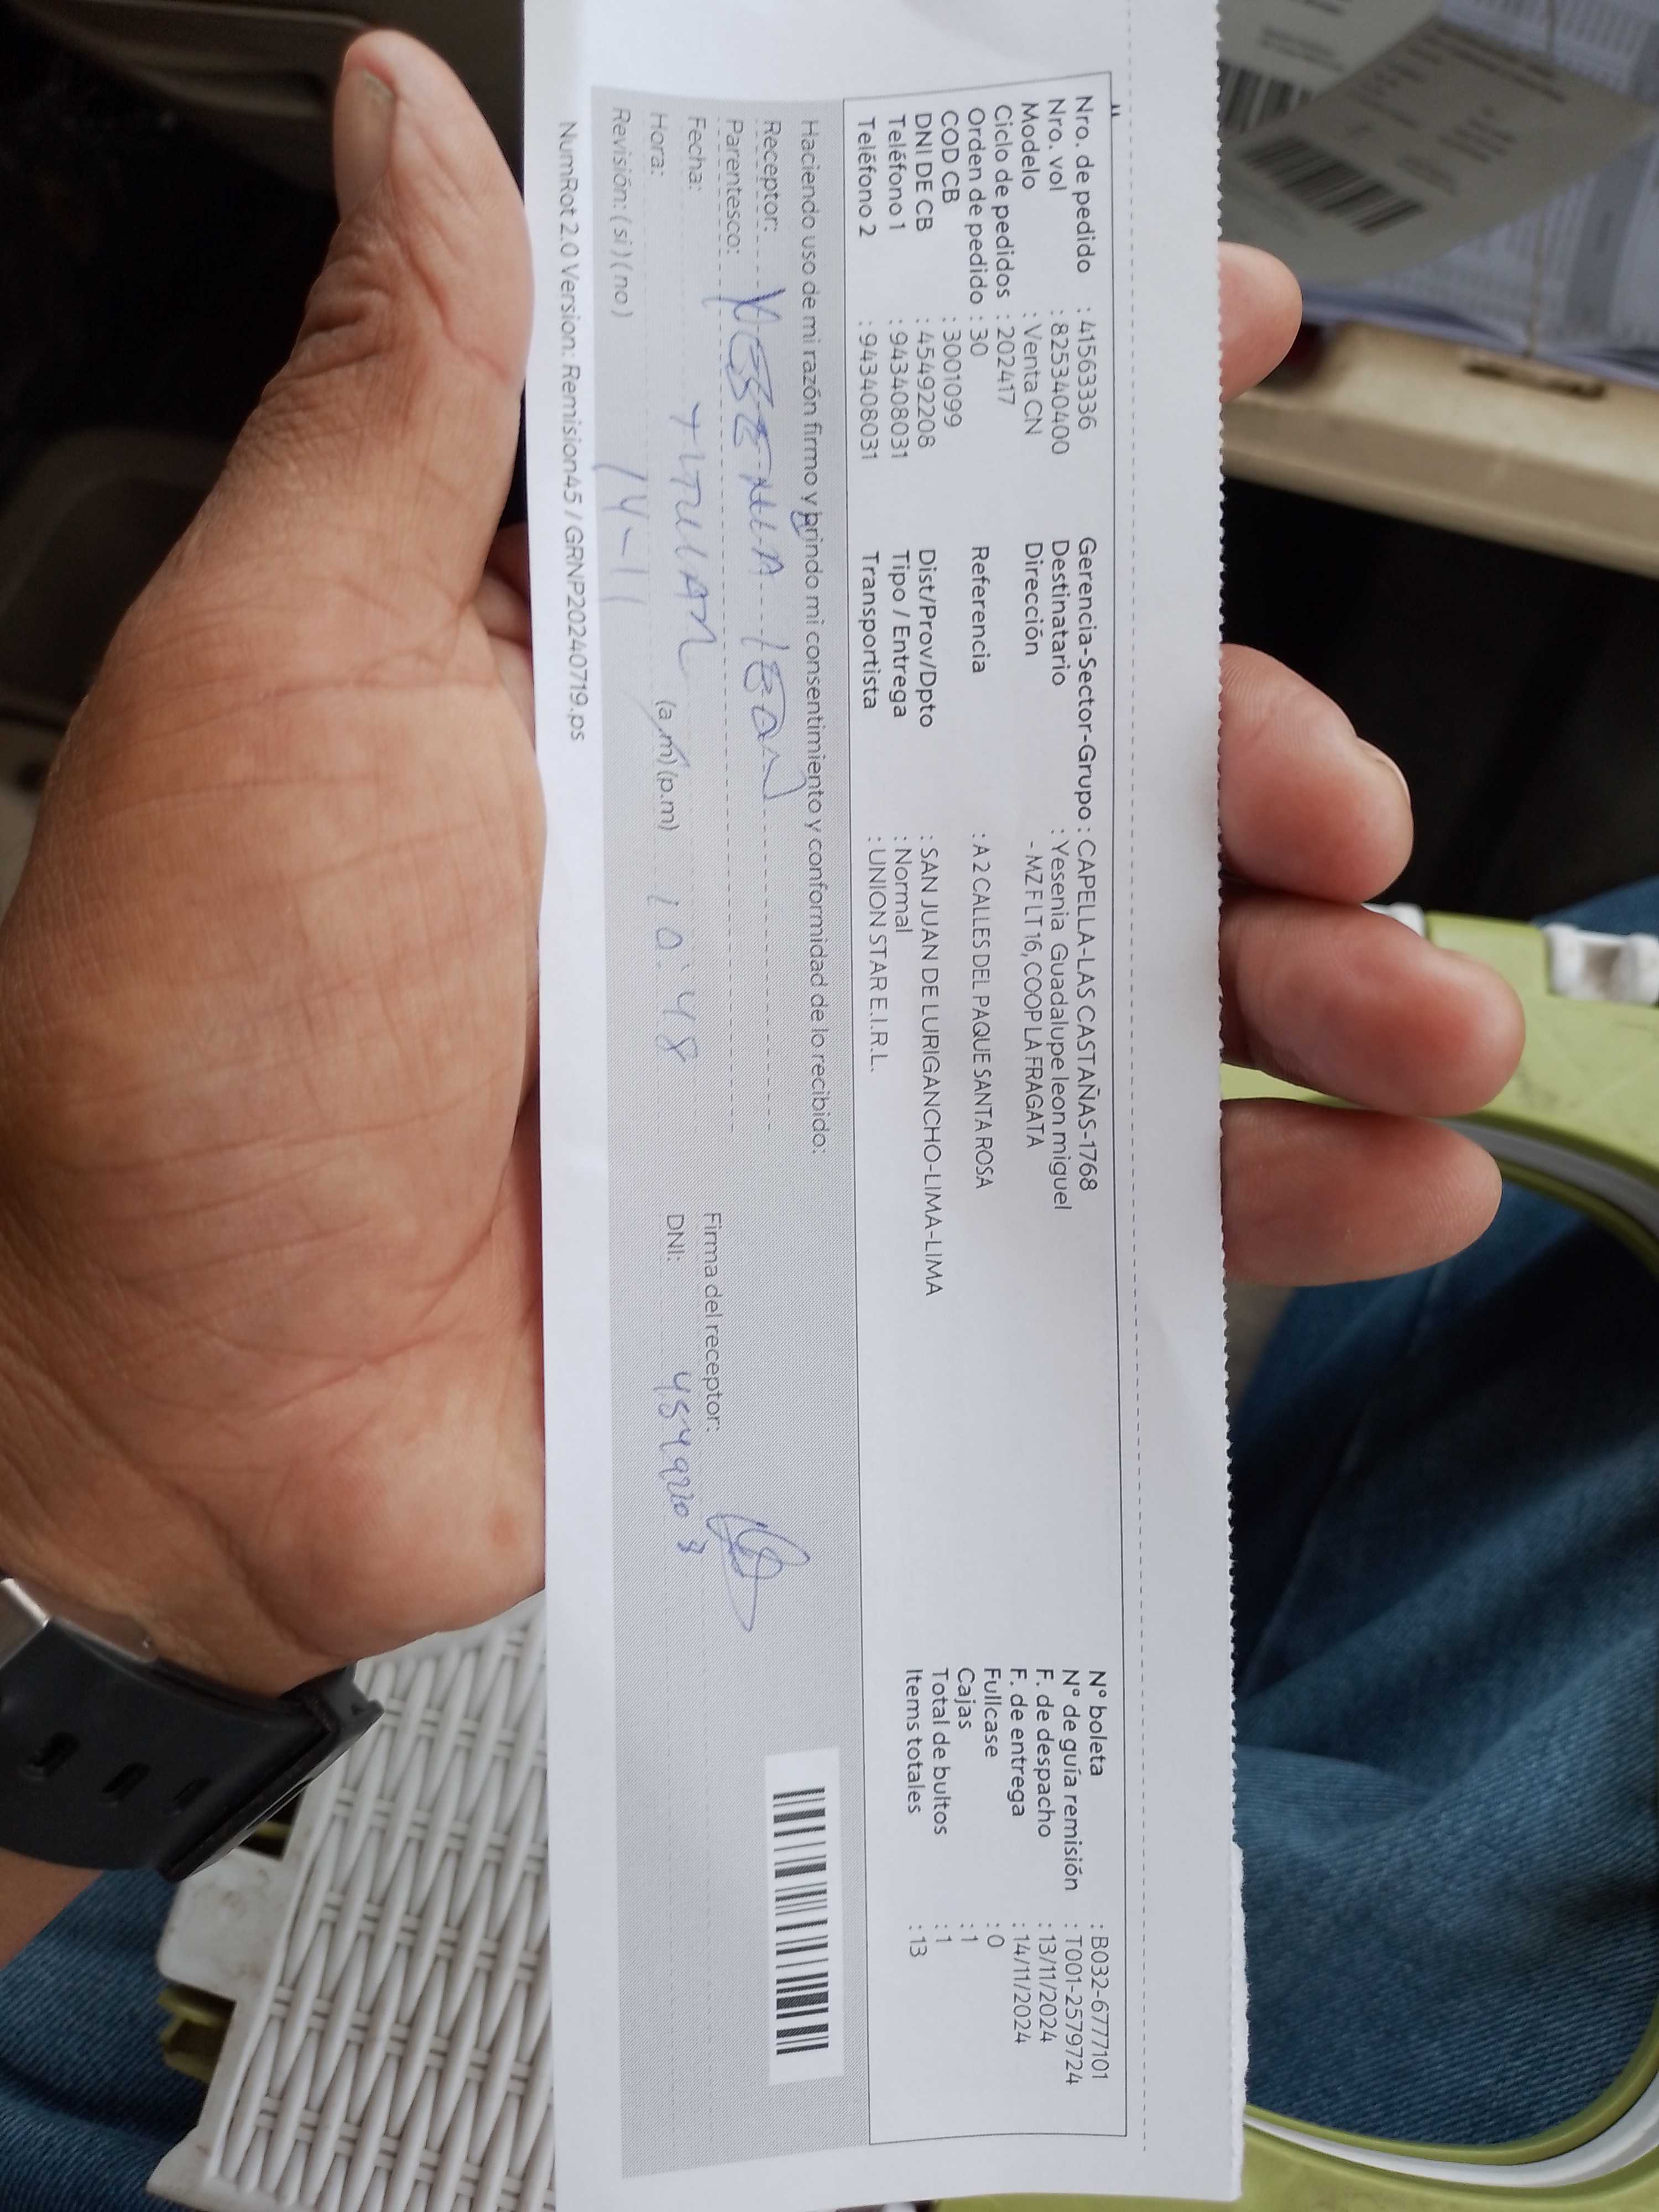 Nro. de pedido : 41563336
Nro. vol : 825340400
Modelo : Venta CN
Ciclo de pedidos : 202417
Orden de pedido : 30
COD CB : 3001099
DNI DE CB : 45492208
Teléfono 1 : 943408031
Teléfono 2 : 943408031
Gerencia-Sector-Grupo : CAPELLA-LAS CASTAÑAS-1768
Destinatario : Yesenia Guadalupe leon miguel
Dirección - MZ F LT 16, COOP LA FRAGATA
Referencia : A 2 CALLES DEL PAQUE SANTA ROSA
Dist/Prov/Dpto : SAN JUAN DE LURIGANCHO-LIMA-LIMA
Tipo / Entrega : Normal
Transportista : UNION STAR E.I.R.L.
N° boleta : B032-6777101
N° de guía remisión : T001-2579724
F. de despacho : 13/11/2024
F. de entrega : 14/11/2024
Fullcase : 0
Cajas : 1
Total de bultos : 1
Items totales : 13
Haciendo uso de mi razón firmo y brindo mi consentimiento y conformidad de lo recibido:
Receptor:
Parentesco: TITULAR
Fecha: 14-11
Hora: (a.m) (p.m) 10:48
Revisión: ( si ) ( no )
Firma del receptor:
DNI: 45492208
NumRot 2.0 Version: Remision45 / GRNP20240719.ps